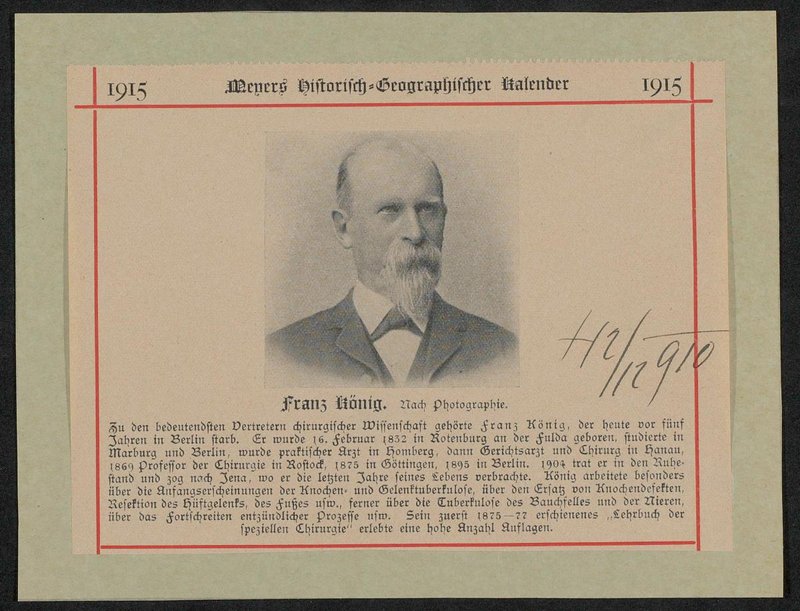 1915 Meyers Historisch-Geographischer Kalender 1915
Franz König. Nach Photographie.
Zu den bedeutendsten Vertretern chirurgischer Wissenschaft gehörte Franz König, der heute vor fünf
Jahren in Berlin starb. Er wurde 16. Februar 1832 in Rotenburg an der Fulda geboren, studierte in
Marburg und Berlin, wurde praktischer Arzt in Homberg, dann Gerichtsarzt und Chirurg in Hanau,
1869 Professor der Chirurgie in Rostock, 1875 in Göttingen, 1895 in Berlin. 1904 trat er in den Ruhe-
stand und zog nach Jena, wo er die letzten Jahre seines Lebens verbrachte. König arbeitete besonders
über die Anfangserscheinungen der Knochen- und Gelenktuberkulose, über den Ersatz von Knochendefekten,
Resektion des Hüftgelenks, des Fußes usw., ferner über die Tuberkulose des Bauchfelles und der Nieren,
über das Fortschreiten entzündlicher Prozesse usw. Sein zuerst 1875—77 erschienenes „Lehrbuch der
speziellen Chirurgie" erlebte eine hohe Anzahl Auflagen.
12/12 910